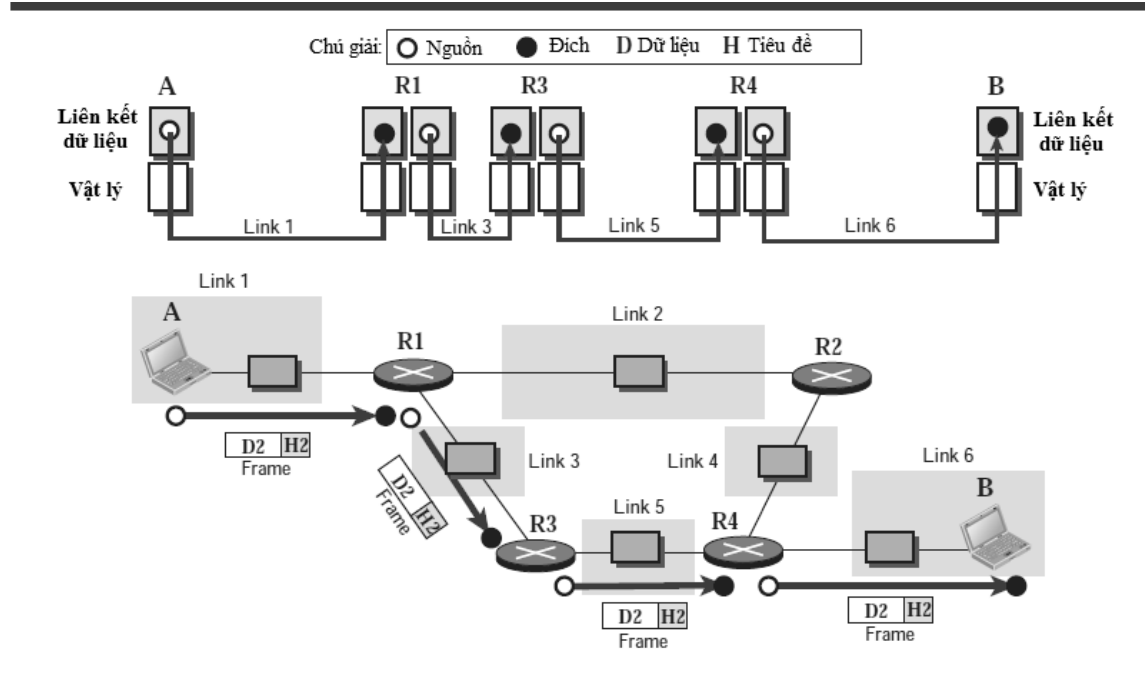 Chú giải: Nguồn Đich D Dữ liệu H Tiêu đề
A R1 R3 R4 B
Liên kết
dữ liệu
Liên kết
dữ liệu
Vật lý
Vật lý
Link 1 Link 3 Link 5 Link 6
Link 1
A
R1
Link 2
R2
D2 H2
Frame
Link 3
D2 H2
Frame
Link 4
Link 6
B
R3
Link 5
R4
D2 H2
Frame
D2 H2
Frame